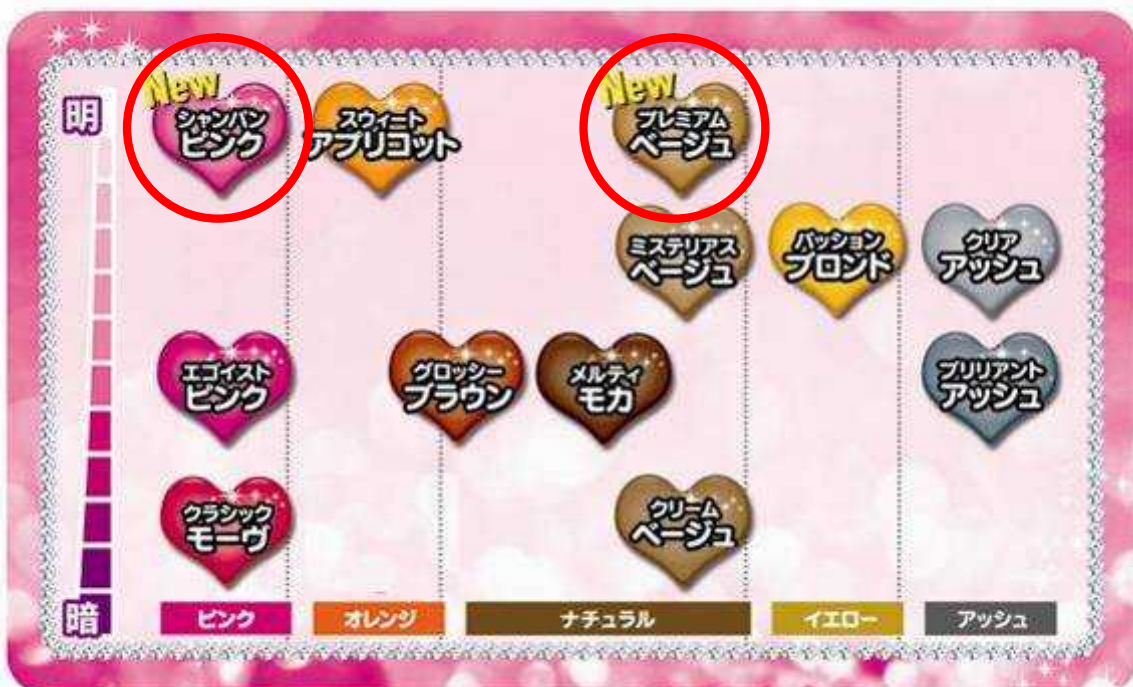 明
New
シャンパン
ピンク
スウィート
アプリコット
New
プレミアム
ベージュ
ミステリアス
ベージュ
パッション
ブロンド
クリア
アッシュ
エゴイスト
ピンク
グロッシー
ブラウン
メルティ
モカ
ブリリアント
アッシュ
クラシック
モーヴ
クリーム
ベージュ
暗
ピンク
オレンジ
ナチュラル
イエロー
アッシュ